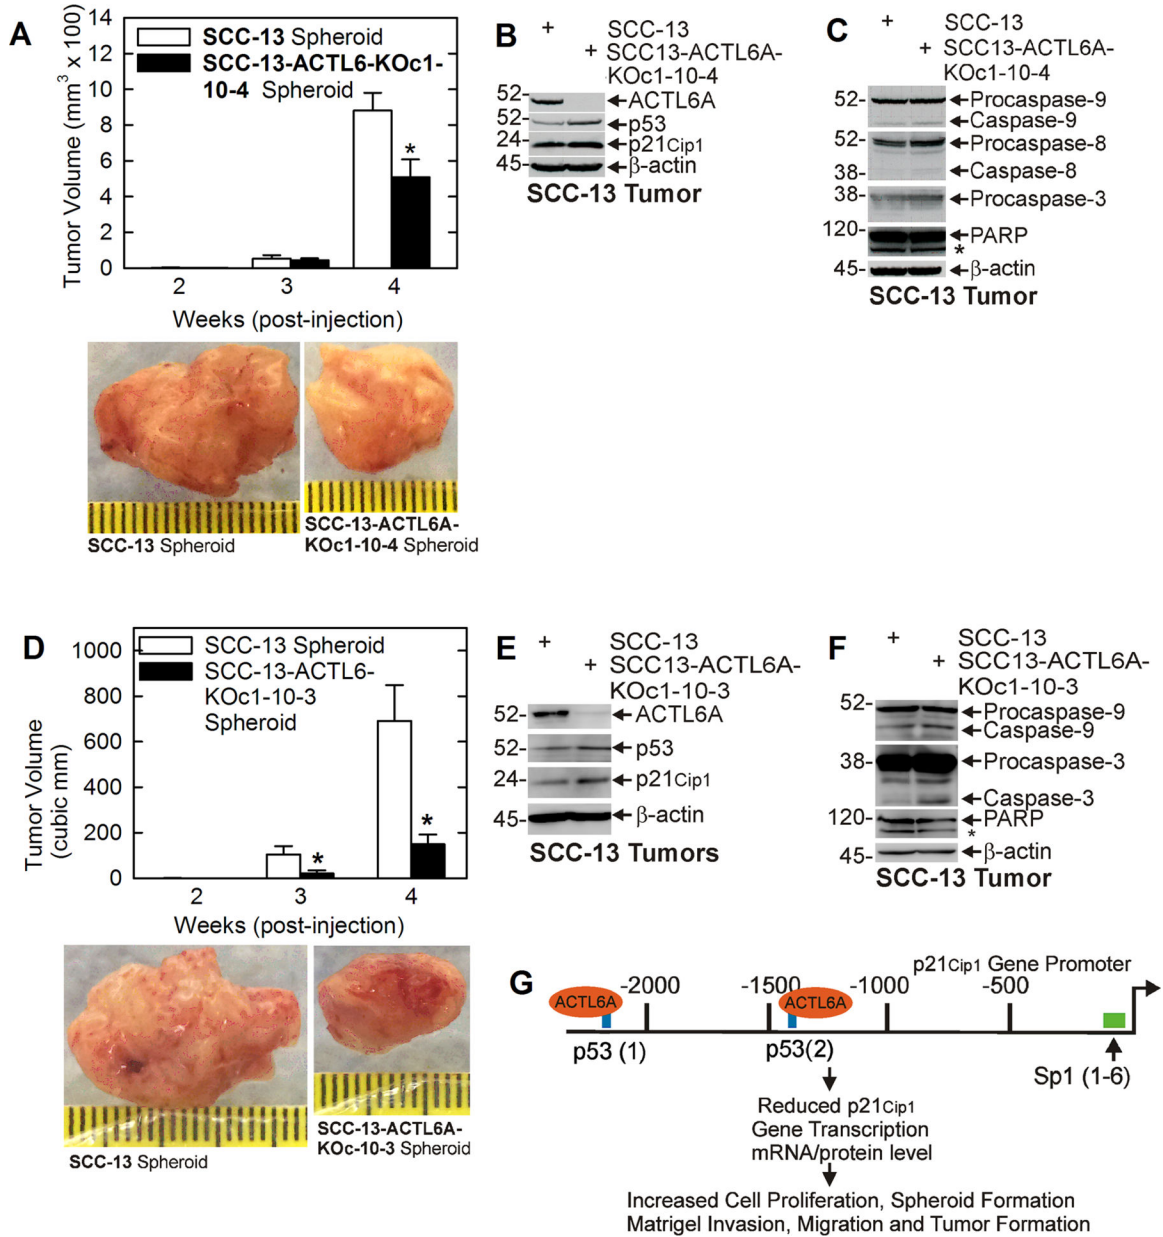 A
14
12
10
8
6
4
2
0
Tumor Volume (mm3 x 100)
SCC-13 Spheroid
SCC-13-ACTL6-KOc1-
10-4 Spheroid
*
2 3 4
Weeks (post-injection)
SCC-13 Spheroid
SCC-13-ACTL6A-
KOc1-10-4 Spheroid
B
+ SCC-13
+ SCC13-ACTL6A-
KOc1-10-4
52- ACTL6A
52- p53
24- p21Cip1
45- β-actin
SCC-13 Tumor
C
+ SCC-13
+ SCC13-ACTL6A-
KOc1-10-4
52- Procaspase-9
Caspase-9
52- Procaspase-8
38- Caspase-8
38- Procaspase-3
120- PARP
*
45- β-actin
SCC-13 Tumor
D
1000
800
600
400
200
0
Tumor Volume
(cubic mm)
SCC-13 Spheroid
SCC-13-ACTL6-
KOc1-10-3
Spheroid
* *
2 3 4
Weeks (post-injection)
SCC-13 Spheroid
SCC-13-ACTL6A-
KOc-10-3 Spheroid
E
+ SCC-13
+ SCC13-ACTL6A-
KOc1-10-3
52- ACTL6A
52- p53
24- p21Cip1
45- β-actin
SCC-13 Tumors
F
+ SCC-13
+ SCC13-ACTL6A-
KOc1-10-3
52- Procaspase-9
Caspase-9
38- Procaspase-3
Caspase-3
120- PARP
*
45- β-actin
SCC-13 Tumor
G
p21Cip1 Gene Promoter
ACTL6A -2000 -1500 ACTL6A -1000 -500
p53 (1) p53(2) Sp1 (1-6)
Reduced p21Cip1
Gene Transcription
mRNA/protein level
Increased Cell Proliferation, Spheroid Formation
Matrigel Invasion, Migration and Tumor Formation